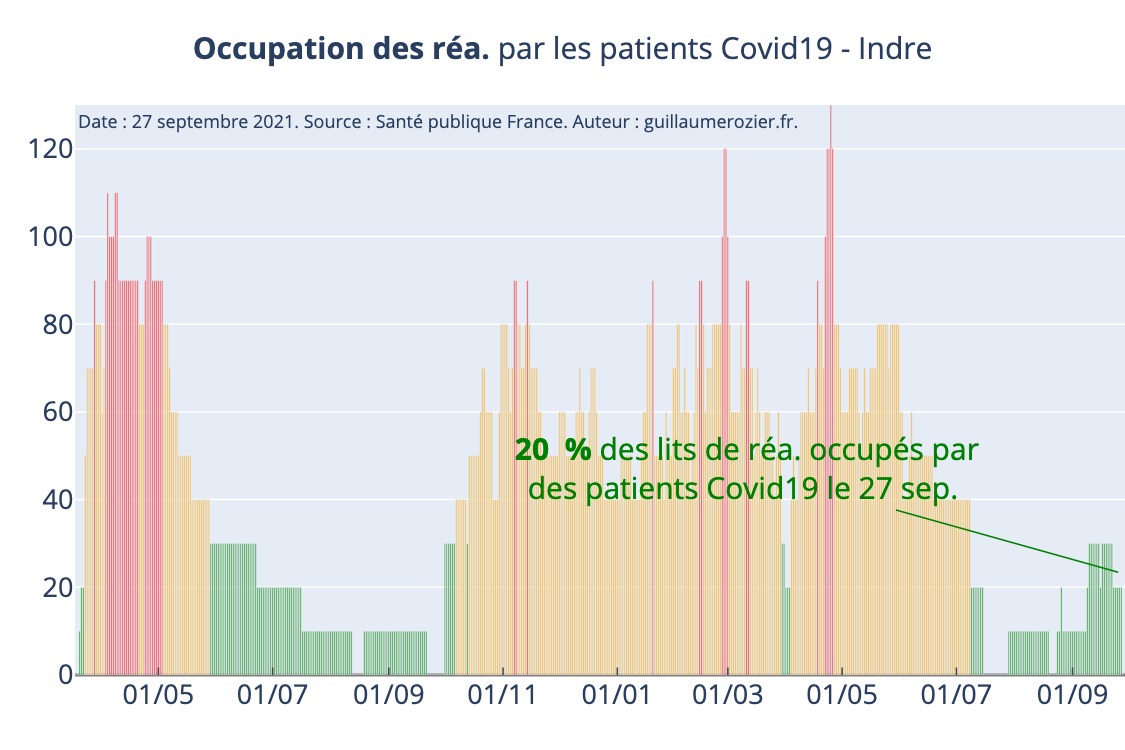 Occupation des réa. par les patients Covid19 - Indre
Date : 27 septembre 2021. Source : Santé publique France. Auteur : guillaumerozier.fr.
120
100
80
60
40
20
0
20  % des lits de réa. occupés par
des patients Covid19 le 27 sep.
01/05 01/07 01/09 01/11 01/01 01/03 01/05 01/07 01/09